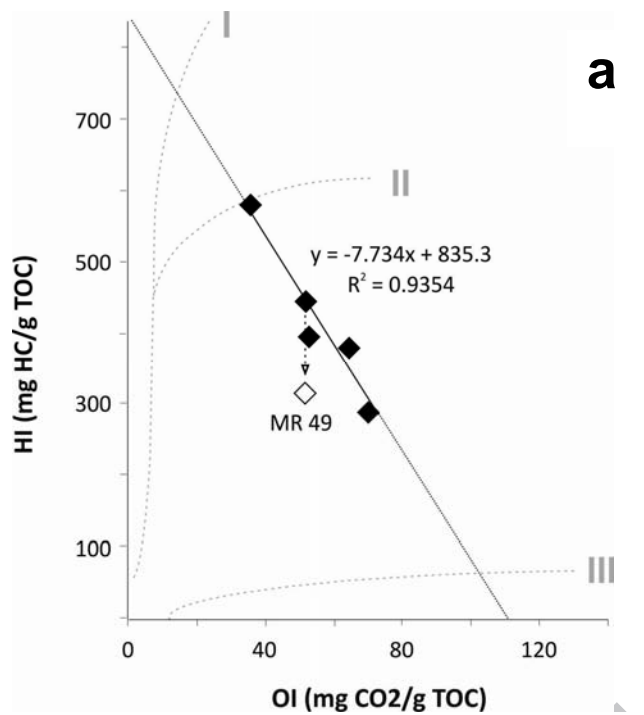 I
a
700
II
500
y = -7.734x + 835.3
R² = 0.9354
HI (mg HC/g TOC)
300
MR 49
100
III
0 40 80 120
OI (mg CO2/g TOC)